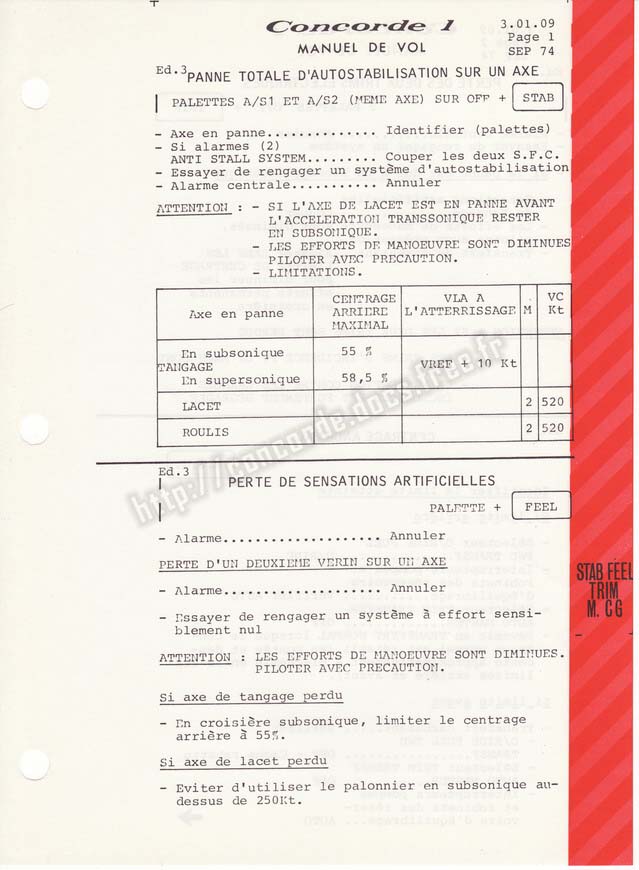 Concorde 1
MANUEL DE VOL
3.01.09
Page 1
SEP 74
Ed.3
PANNE TOTALE D'AUTOSTABILISATION SUR UN AXE
PALETTES A/S1 ET A/S2 (MEME AXE) SUR OFF + STAB
- Axe en panne.............. Identifier (palettes)
- Si alarmes (2)
ANTI STALL SYSTEM......... Couper les deux S.F.C.
- Essayer de rengager un système d'autostabilisation
- Alarme centrale........... Annuler
ATTENTION : - SI L'AXE DE LACET EST EN PANNE AVANT
L'ACCELERATION TRANSSONIQUE RESTER
EN SUBSONIQUE.
- LES EFFORTS DE MANOEUVRE SONT DIMINUES
PILOTER AVEC PRECAUTION.
- LIMITATIONS.
Axe en panne
CENTRAGE
ARRIERE
MAXIMAL
VLA A
L'ATTERRISSAGE
M
VC
Kt
En subsonique 55 %
TANGAGE VREF + 10 Kt
En supersonique 58,5 %
LACET 2 520
ROULIS 2 520
http://concorde.docs.free.fr
Ed.3
PERTE DE SENSATIONS ARTIFICIELLES
PALETTE + FEEL
- Alarme................... Annuler
PERTE D'UN DEUXIEME VERIN SUR UN AXE
- Alarme................... Annuler
- Essayer de rengager un système à effort sensi-
blement nul
ATTENTION : LES EFFORTS DE MANOEUVRE SONT DIMINUES.
PILOTER AVEC PRECAUTION.
Si axe de tangage perdu
- En croisière subsonique, limiter le centrage
arrière à 55%.
Si axe de lacet perdu
- Eviter d'utiliser le palonnier en subsonique au-
dessus de 250Kt.
STAB FEEL
TRIM
M. CG